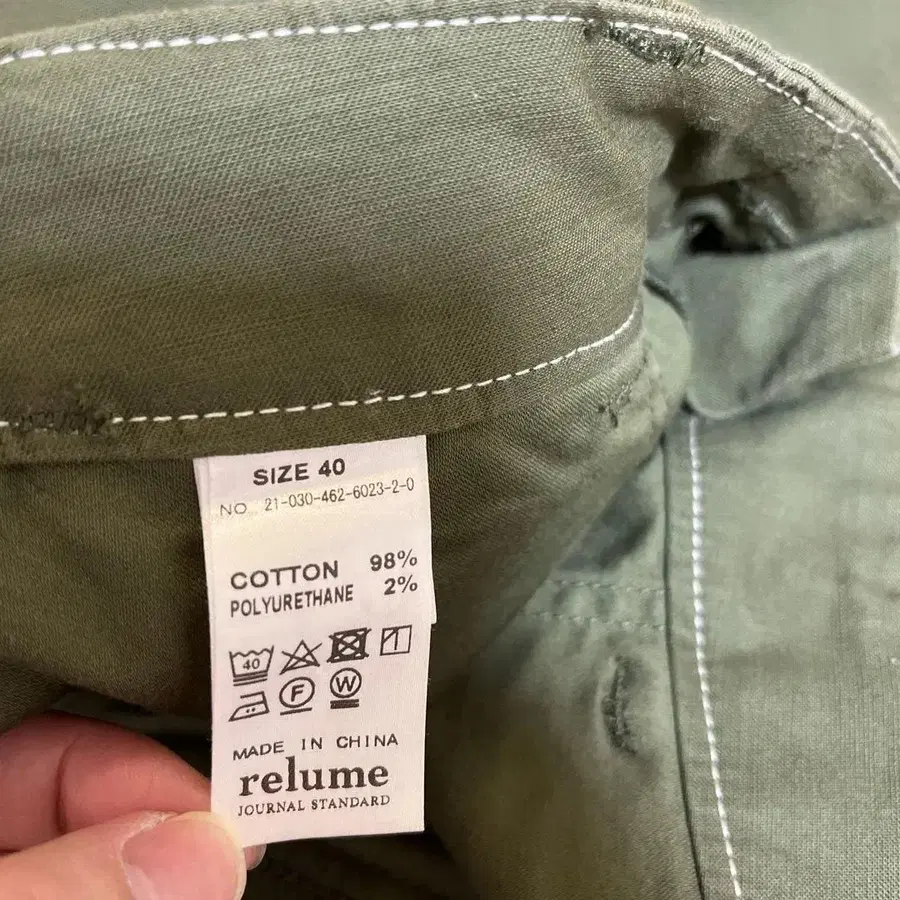 SIZE 40
NO. 21-030-462-6023-2-0
COTTON 98%
POLYURETHANE 2%
40
F W
MADE IN CHINA
relume
JOURNAL STANDARD